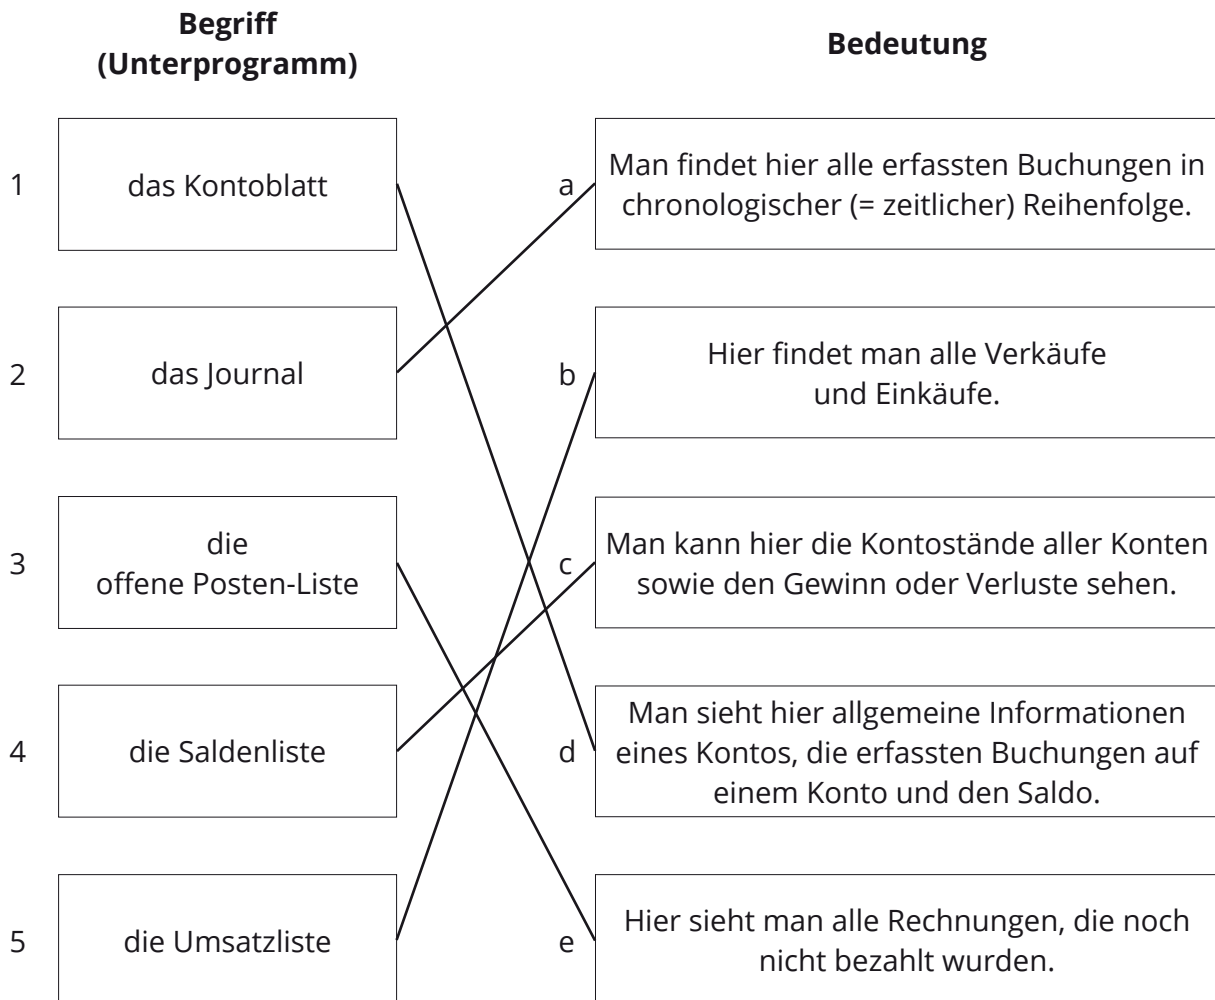 Begriff
(Unterprogramm)
Bedeutung
1
das Kontoblatt
a
Man findet hier alle erfassten Buchungen in
chronologischer (= zeitlicher) Reihenfolge.
2
das Journal
b
Hier findet man alle Verkäufe
und Einkäufe.
3
die
offene Posten-Liste
c
Man kann hier die Kontostände aller Konten
sowie den Gewinn oder Verluste sehen.
4
die Saldenliste
d
Man sieht hier allgemeine Informationen
eines Kontos, die erfassten Buchungen auf
einem Konto und den Saldo.
5
die Umsatzliste
e
Hier sieht man alle Rechnungen, die noch
nicht bezahlt wurden.